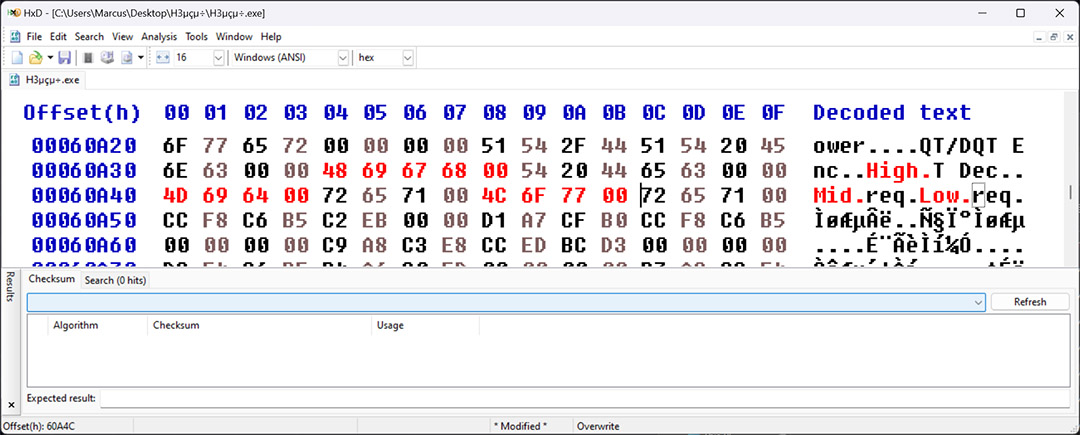 HxD - [C:\Users\Marcus\Desktop\H3µçµ÷\H3µçµ÷.exe]
File Edit Search View Analysis Tools Window Help
16 Windows (ANSI) hex
H3µçµ÷.exe
Offset(h) 00 01 02 03 04 05 06 07 08 09 0A 0B 0C 0D 0E 0F Decoded text
00060A20 6F 77 65 72 00 00 00 00 51 54 2F 44 51 54 20 45 ower....QT/DQT E
00060A30 6E 63 00 00 48 69 67 68 00 54 20 44 65 63 00 00 nc..High.T Dec..
00060A40 4D 69 64 00 72 65 71 00 4C 6F 77 00 72 65 71 00 Mid.req.Low.req.
00060A50 CC F8 C6 B5 C2 EB 00 00 D1 A7 CF B0 CC F8 C6 B5 ÌøÆµÂë..Ñ§Ï°ÌøÆµ
00060A60 00 00 00 00 C9 A8 C3 E8 CC ED BC D3 00 00 00 00 ....É¨ÃèÌí¼Ó....
Results
Checksum Search (0 hits)
Refresh
Algorithm Checksum Usage
Expected result:
Offset(h): 60A4C * Modified * Overwrite